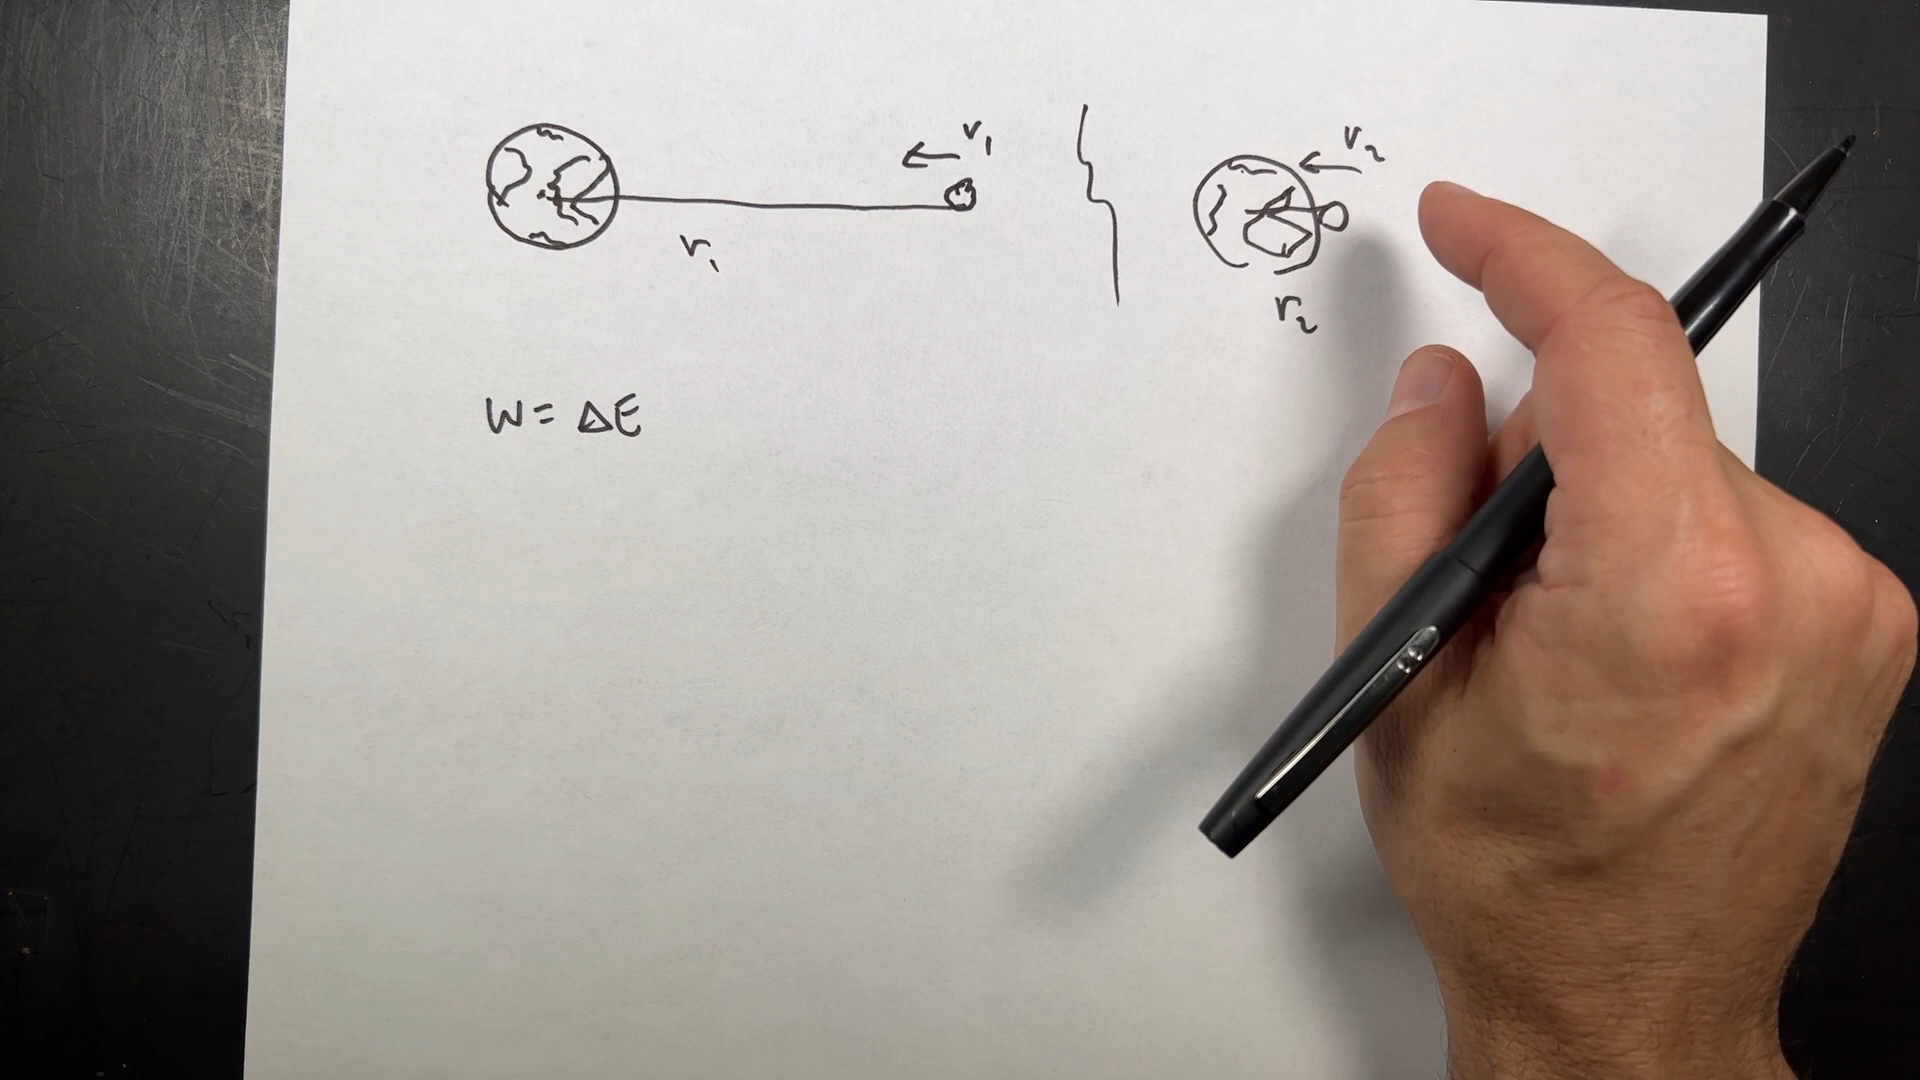 v₁
r₁
v₂
r₂
W = ΔE